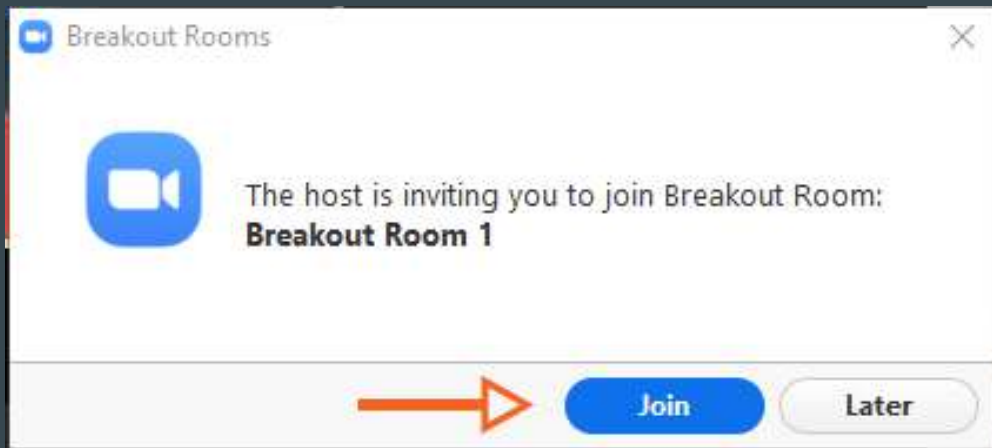 Breakout Rooms
The host is inviting you to join Breakout Room:
Breakout Room 1
Join
Later